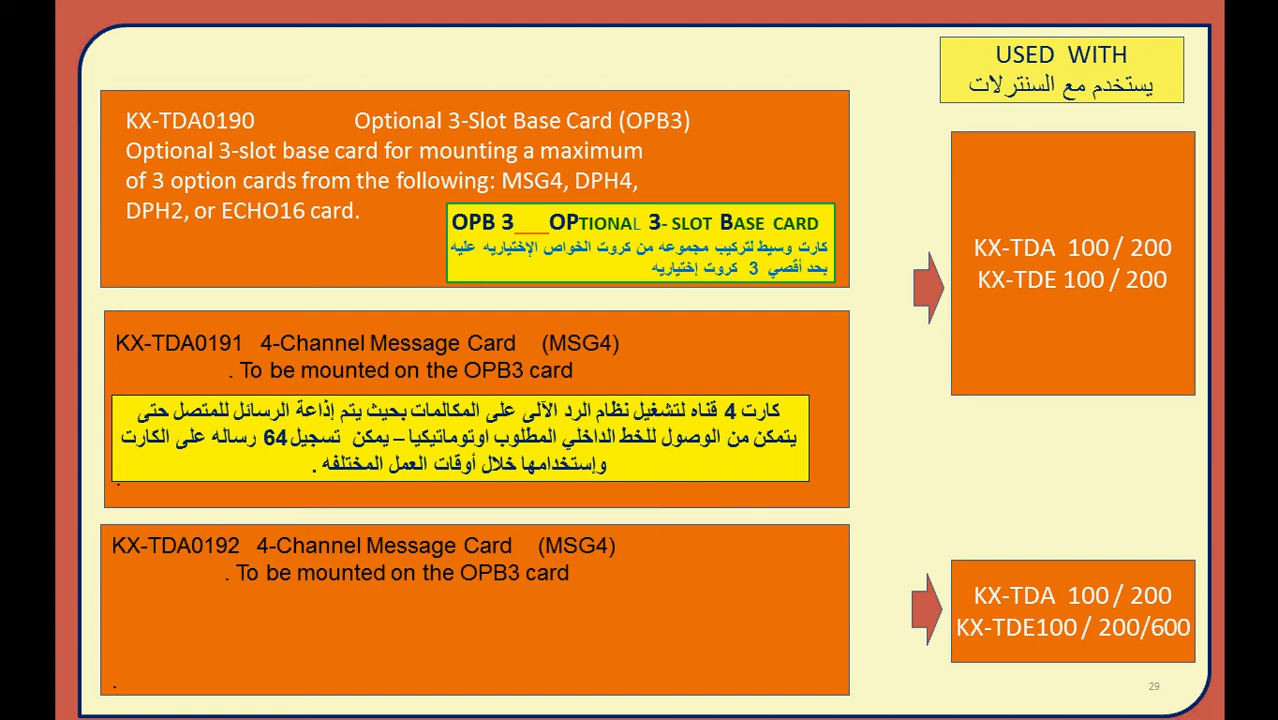 USED WITH
يستخدم مع السنترلات
KX-TDA0190 Optional 3-Slot Base Card (OPB3)
Optional 3-slot base card for mounting a maximum
of 3 option cards from the following: MSG4, DPH4,
DPH2, or ECHO16 card.
OPB 3___OPTIONAL 3- SLOT BASE CARD
كارت وسيط لتركيب مجموعه من كروت الخواص الإختياريه عليه
بحد أقصي 3 كروت إختياريه
KX-TDA 100 / 200
KX-TDE 100 / 200
KX-TDA0191 4-Channel Message Card (MSG4)
. To be mounted on the OPB3 card
كارت 4 قناه لتشغيل نظام الرد الآلى على المكالمات بحيث يتم إذاعة الرسائل للمتصل حتى
يتمكن من الوصول للخط الداخلي المطلوب اوتوماتيكيا – يمكن تسجيل 64 رساله على الكارت
وإستخدامها خلال أوقات العمل المختلفه .
.
KX-TDA0192 4-Channel Message Card (MSG4)
. To be mounted on the OPB3 card
.
KX-TDA 100 / 200
KX-TDE100 / 200/600
29